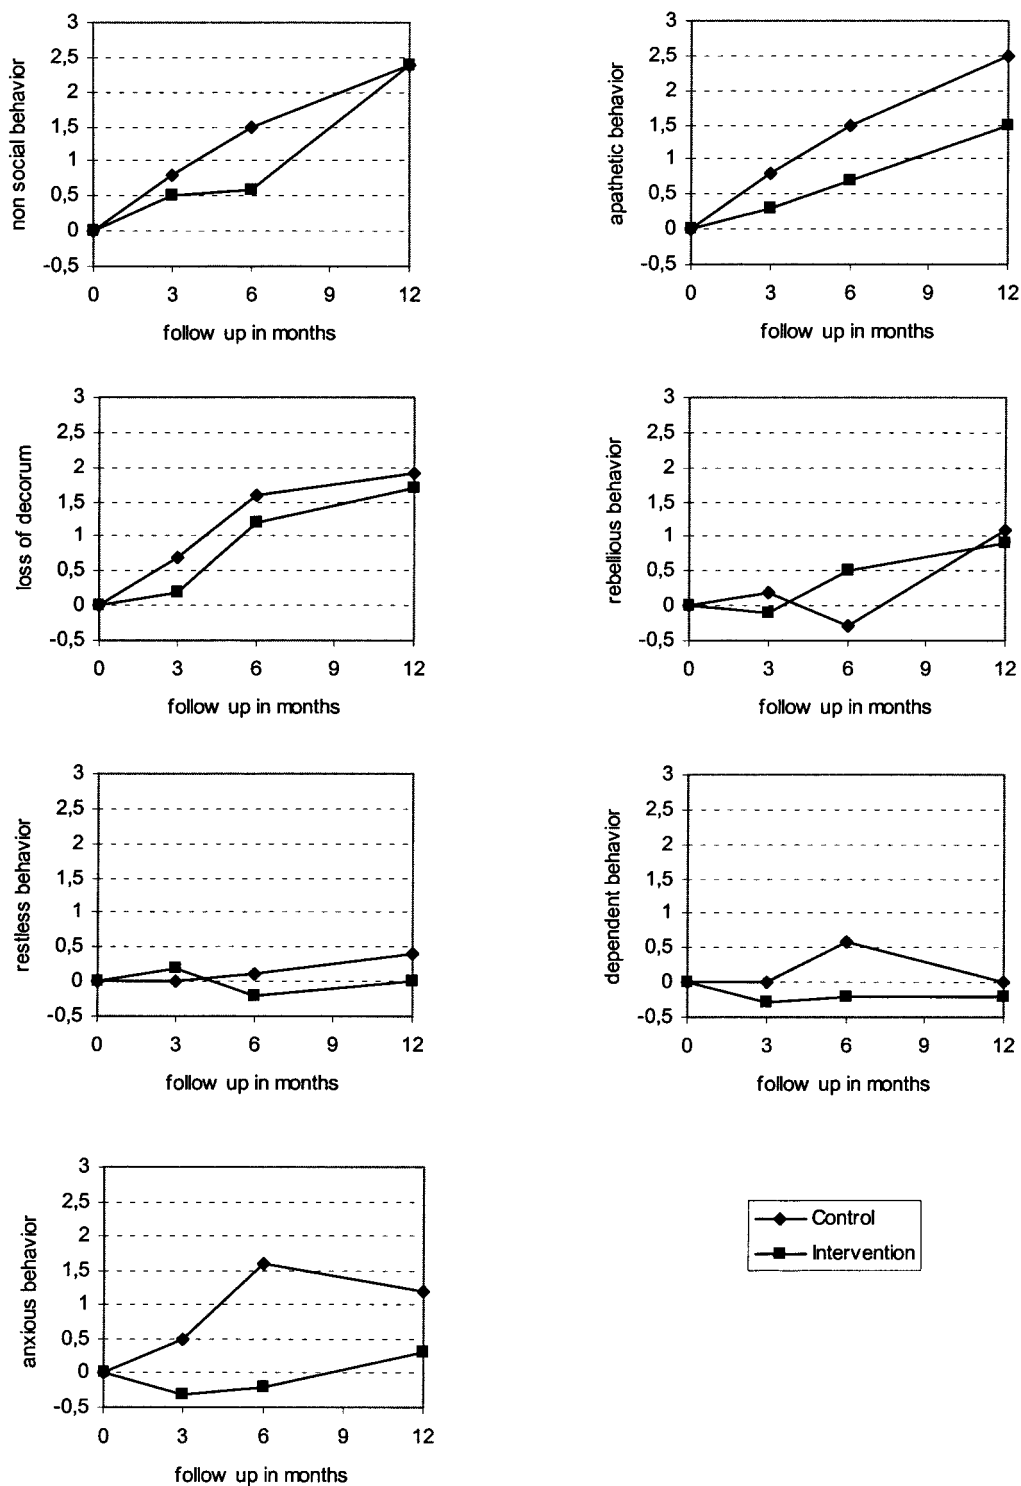 non social behavior
3
2,5
2
1,5
1
0,5
0
-0,5
0 3 6 9 12
follow up in months
apathetic behavior
3
2,5
2
1,5
1
0,5
0
-0,5
0 3 6 9 12
follow up in months
loss of decorum
3
2,5
2
1,5
1
0,5
0
-0,5
0 3 6 9 12
follow up in months
rebellious behavior
3
2,5
2
1,5
1
0,5
0
-0,5
0 3 6 9 12
follow up in months
restless behavior
3
2,5
2
1,5
1
0,5
0
-0,5
0 3 6 9 12
follow up in months
dependent behavior
3
2,5
2
1,5
1
0,5
0
-0,5
0 3 6 9 12
follow up in months
anxious behavior
3
2,5
2
1,5
1
0,5
0
-0,5
0 3 6 9 12
follow up in months
Control
Intervention